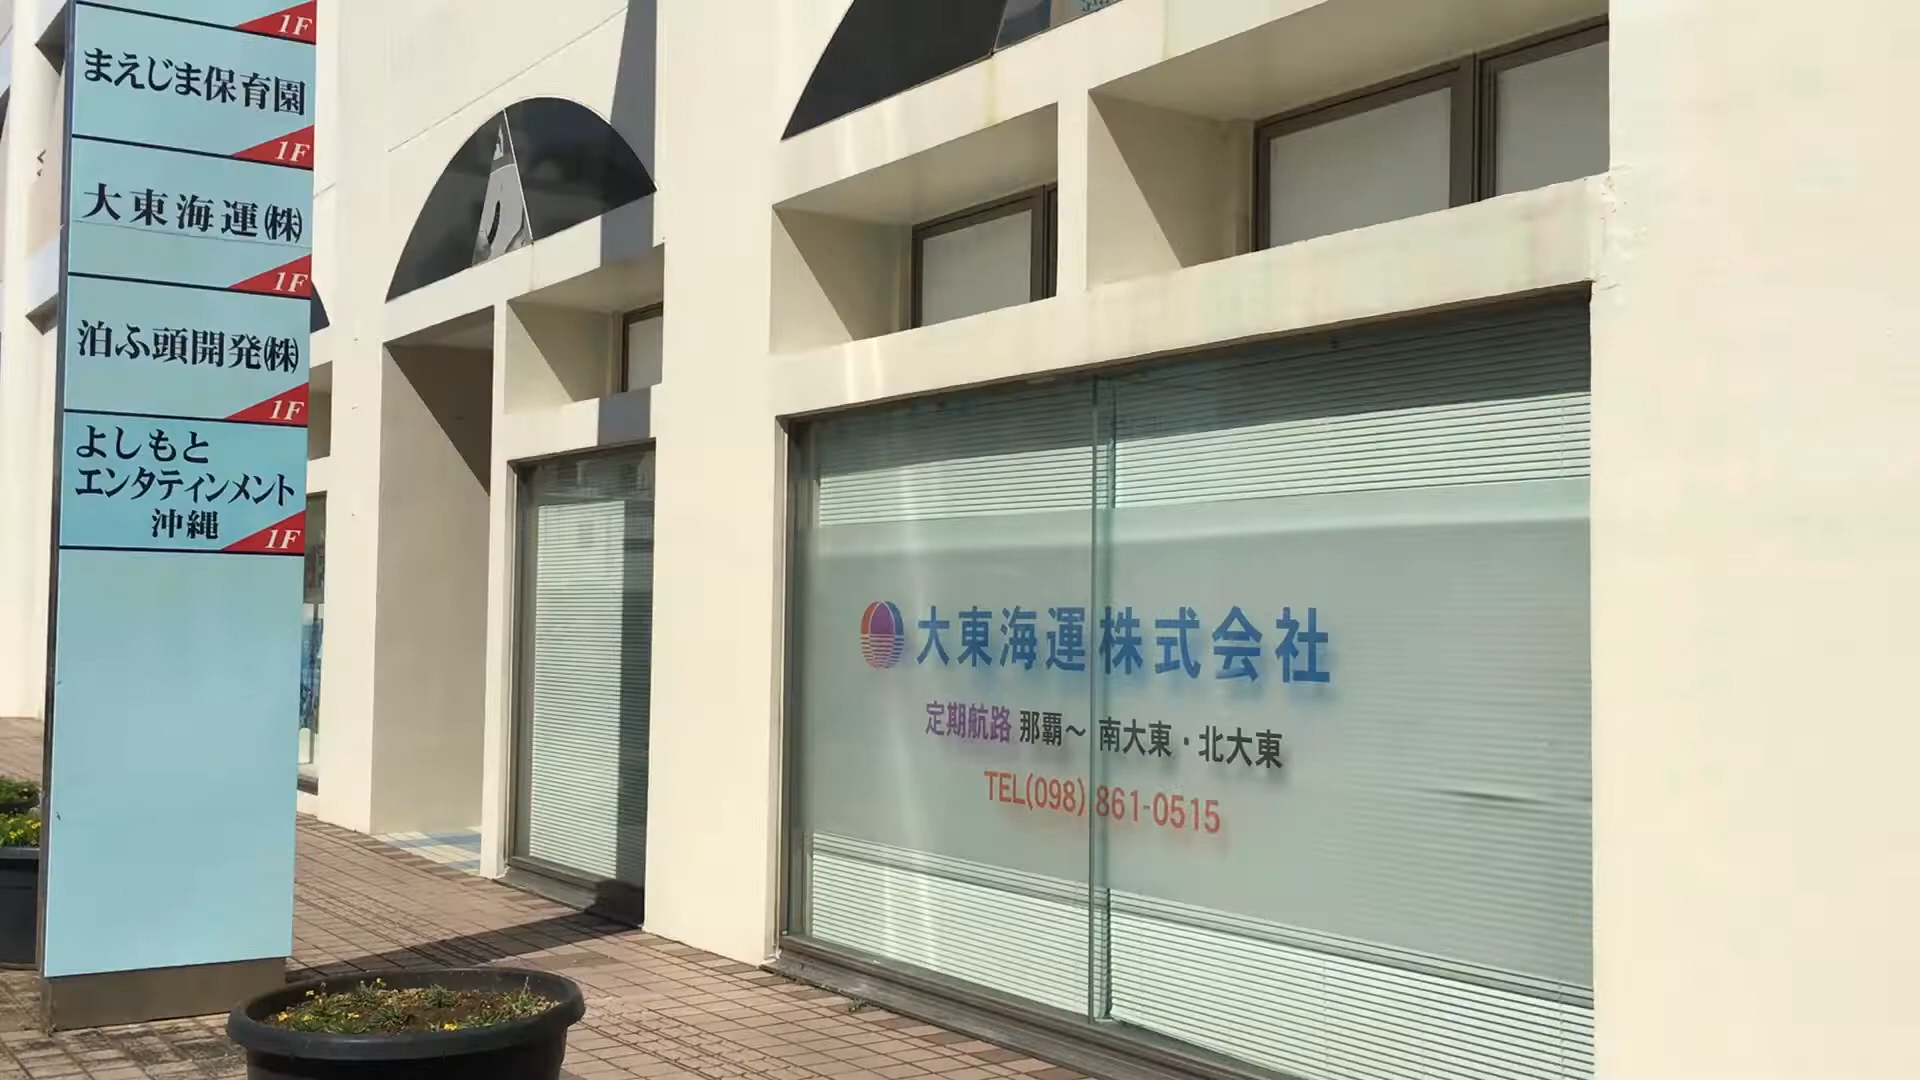 1F
まえじま保育園
1F
大東海運㈱
1F
泊ふ頭開発㈱
1F
よしもと
エンタティンメント
沖縄
1F
大東海運株式会社
定期航路 那覇～ 南大東・北大東
TEL(098) 861-0515